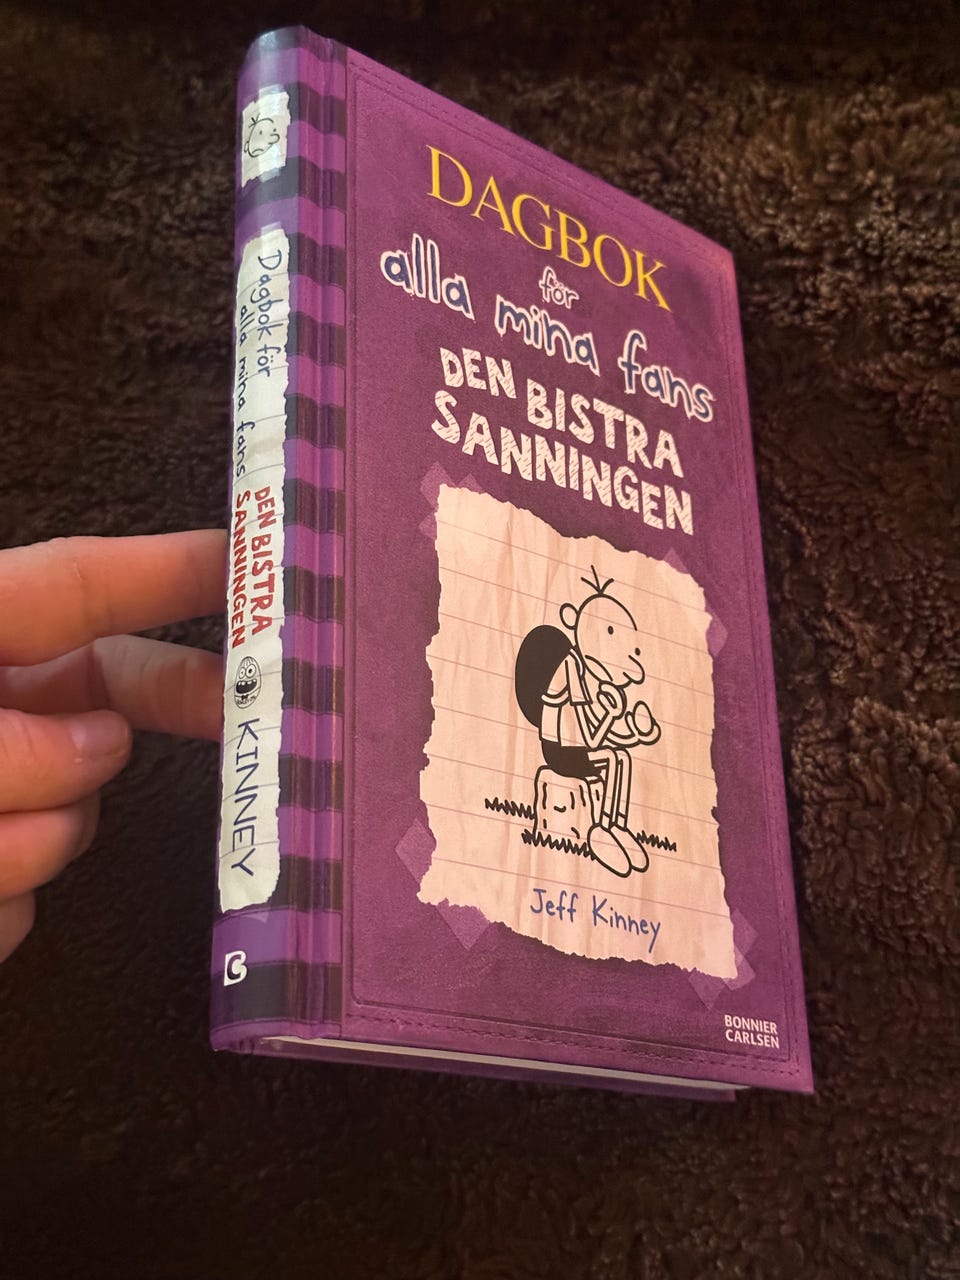 DAGBOK
för
alla mina fans
DEN BISTRA
SANNINGEN
Jeff Kinney
BONNIER
CARLSEN
Dagbok för
alla mina fans
DEN BISTRA
SANNINGEN
KINNEY